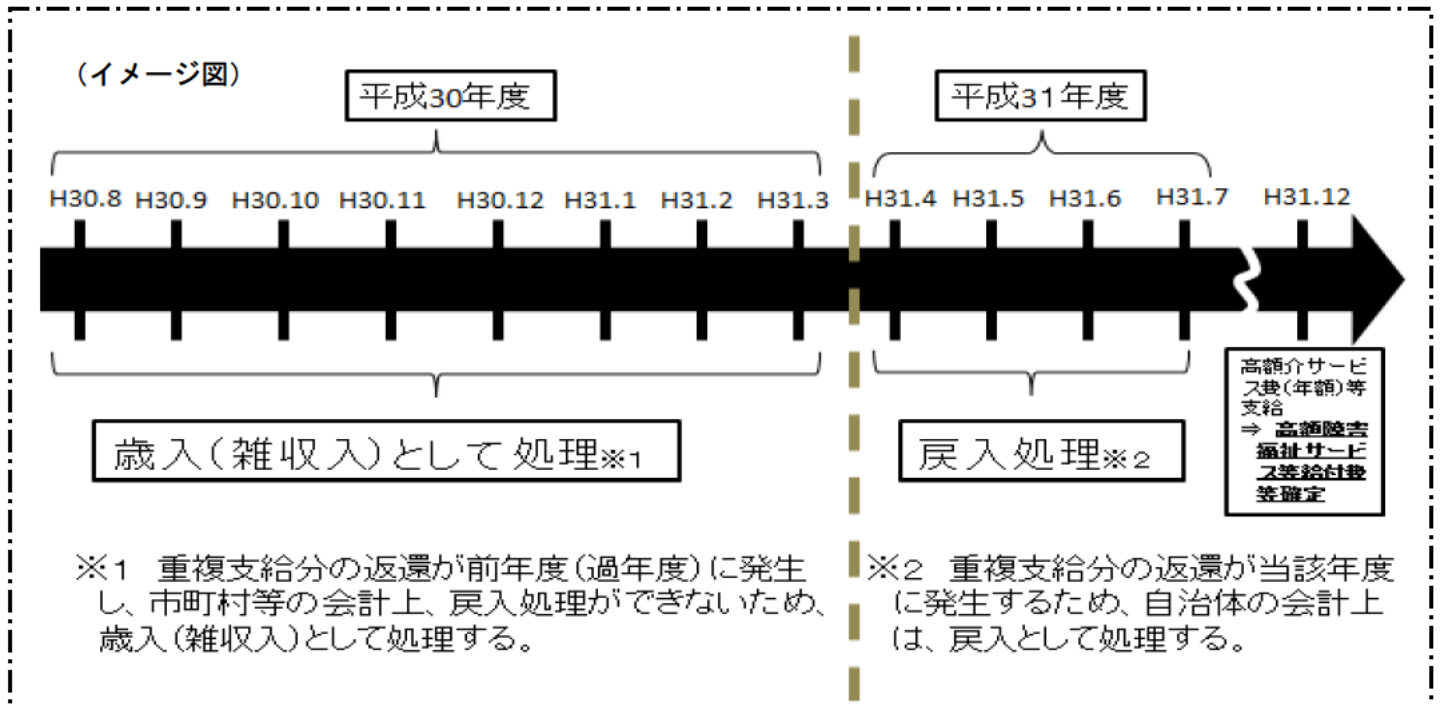 (イメージ図)
平成30年度
平成31年度
H30.8 H30.9 H30.10 H30.11 H30.12 H31.1 H31.2 H31.3 H31.4 H31.5 H31.6 H31.7 H31.12
歳入(雑収入)として処理※1
戻入処理※2
高額介サービ
ス費(年額)等
支給
⇒ 高額障害
福祉サービ
ス等給付費
等確定
※1 重複支給分の返還が前年度(過年度)に発生
し、市町村等の会計上、戻入処理ができないため、
歳入(雑収入)として処理する。
※2 重複支給分の返還が当該年度
に発生するため、自治体の会計上
は、戻入として処理する。